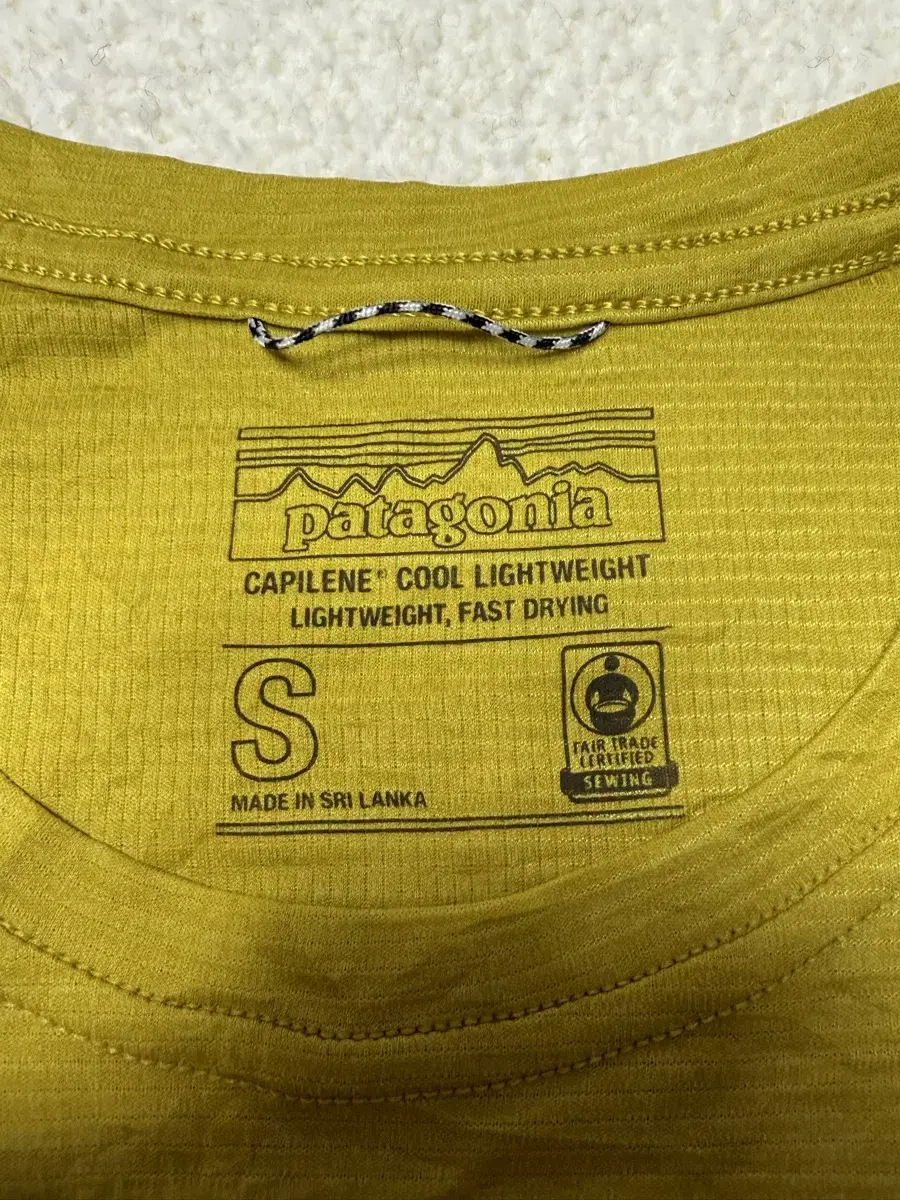 patagonia
CAPILENE® COOL LIGHTWEIGHT
LIGHTWEIGHT, FAST DRYING
S
FAIR TRADE
CERTIFIED
SEWING
MADE IN SRI LANKA